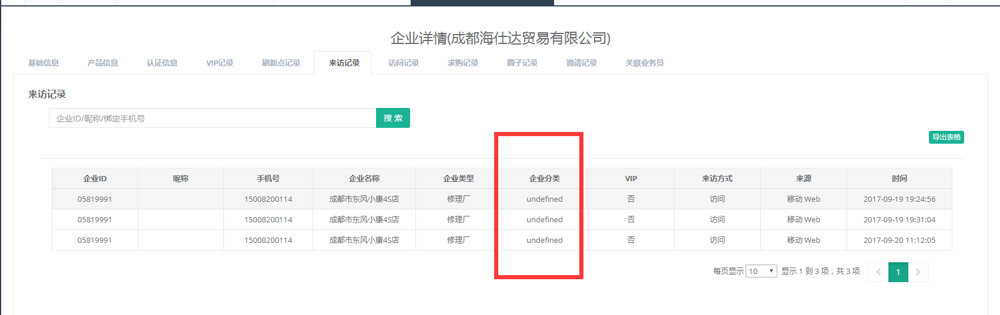 企业详情(成都海仕达贸易有限公司)
基础信息 产品信息 认证信息 VIP记录 刷新点记录 来访记录 访问记录 求购记录 圈子记录 邀请记录 关联业务员
来访记录
企业ID/昵称/绑定手机号 搜 索
导出表格
企业ID 昵称 手机号 企业名称 企业类型 企业分类 VIP 来访方式 来源 时间
05819991 15008200114 成都市东风小康4S店 修理厂 undefined 否 访问 移动 Web 2017-09-19 19:24:56
05819991 15008200114 成都市东风小康4S店 修理厂 undefined 否 访问 移动 Web 2017-09-19 19:31:04
05819991 15008200114 成都市东风小康4S店 修理厂 undefined 否 访问 移动 Web 2017-09-20 11:12:05
每页显示 10 显示 1 到 3 项，共 3 项 1